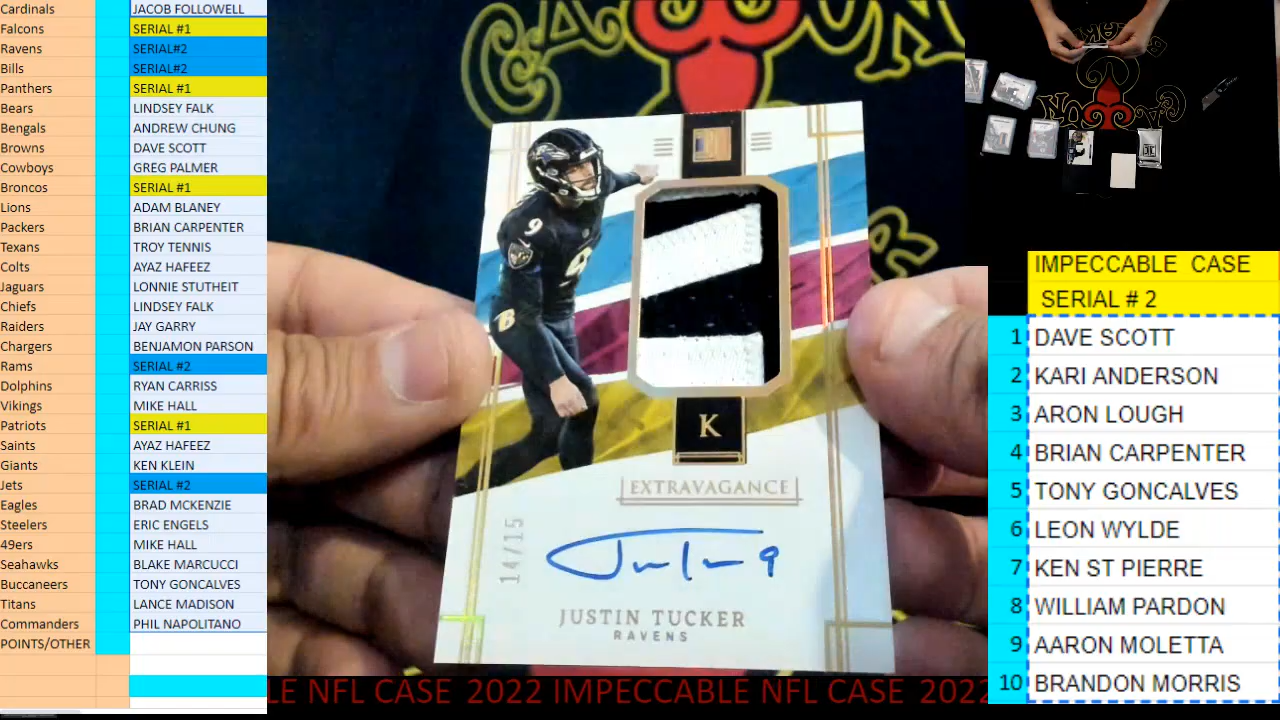 Cardinals JACOB FOLLOWELL
Falcons SERIAL #1
Ravens SERIAL#2
Bills SERIAL#2
Panthers SERIAL #1
Bears LINDSEY FALK
Bengals ANDREW CHUNG
Browns DAVE SCOTT
Cowboys GREG PALMER
Broncos SERIAL #1
Lions ADAM BLANEY
Packers BRIAN CARPENTER
Texans TROY TENNIS
Colts AYAZ HAFEEZ
Jaguars LONNIE STUTHEIT
Chiefs LINDSEY FALK
Raiders JAY GARRY
Chargers BENJAMON PARSON
Rams SERIAL #2
Dolphins RYAN CARRISS
Vikings MIKE HALL
Patriots SERIAL #1
Saints AYAZ HAFEEZ
Giants KEN KLEIN
Jets SERIAL #2
Eagles BRAD MCKENZIE
Steelers ERIC ENGELS
49ers MIKE HALL
Seahawks BLAKE MARCUCCI
Buccaneers TONY GONCALVES
Titans LANCE MADISON
Commanders PHIL NAPOLITANO
POINTS/OTHER
9
9
B
K
EXTRAVAGANCE
14/15
JUSTIN TUCKER
RAVENS
LE NFL CASE 2022 IMPECCABLE NFL CASE 2022
IMPECCABLE CASE
SERIAL # 2
1 DAVE SCOTT
2 KARI ANDERSON
3 ARON LOUGH
4 BRIAN CARPENTER
5 TONY GONCALVES
6 LEON WYLDE
7 KEN ST PIERRE
8 WILLIAM PARDON
9 AARON MOLETTA
10 BRANDON MORRIS